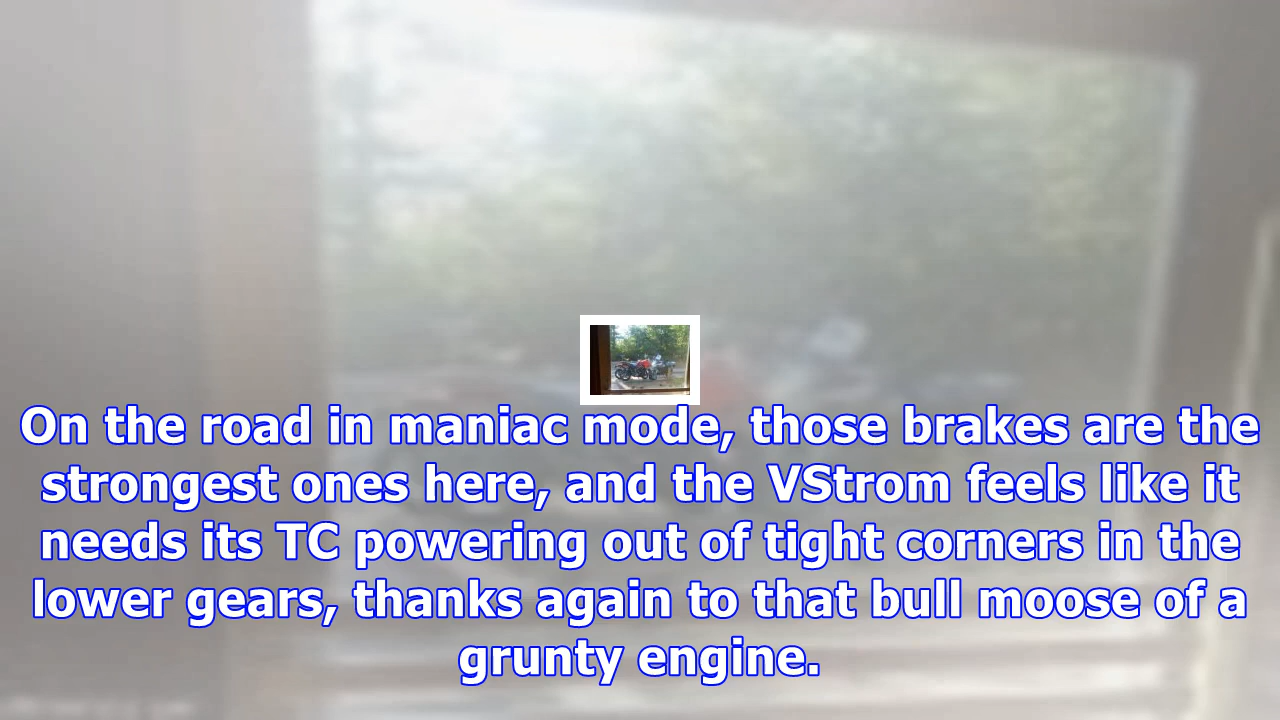 On the road in maniac mode, those brakes are the
strongest ones here, and the VStrom feels like it
needs its TC powering out of tight corners in the
lower gears, thanks again to that bull moose of a
grunty engine.